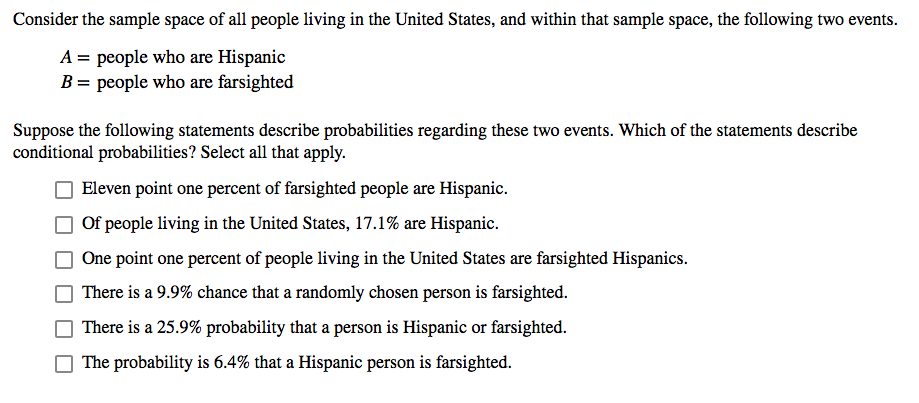 Consider the sample space of all people living in the United States, and within that sample space, the following two events.
A = people who are Hispanic
B = people who are farsighted
Suppose the following statements describe probabilities regarding these two events. Which of the statements describe
conditional probabilities? Select all that apply.
Eleven point one percent of farsighted people are Hispanic.
Of people living in the United States, 17.1% are Hispanic.
One point one percent of people living in the United States are farsighted Hispanics.
There is a 9.9% chance that a randomly chosen person is farsighted.
There is a 25.9% probability that a person is Hispanic or farsighted.
The probability is 6.4% that a Hispanic person is farsighted.